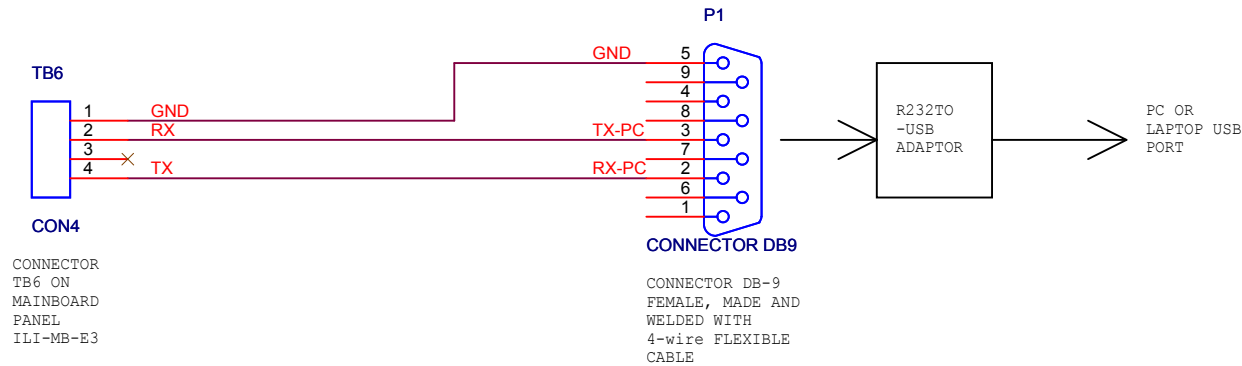 P1
TB6
1
2
3
4
GND
RX
TX
CON4
CONNECTOR
TB6 ON
MAINBOARD
PANEL
ILI-MB-E3
GND
TX-PC
RX-PC
5
9
4
8
3
7
2
6
1
CONNECTOR DB9
CONNECTOR DB-9
FEMALE, MADE AND
WELDED WITH
4-wire FLEXIBLE
CABLE
R232TO
-USB
ADAPTOR
PC OR
LAPTOP USB
PORT